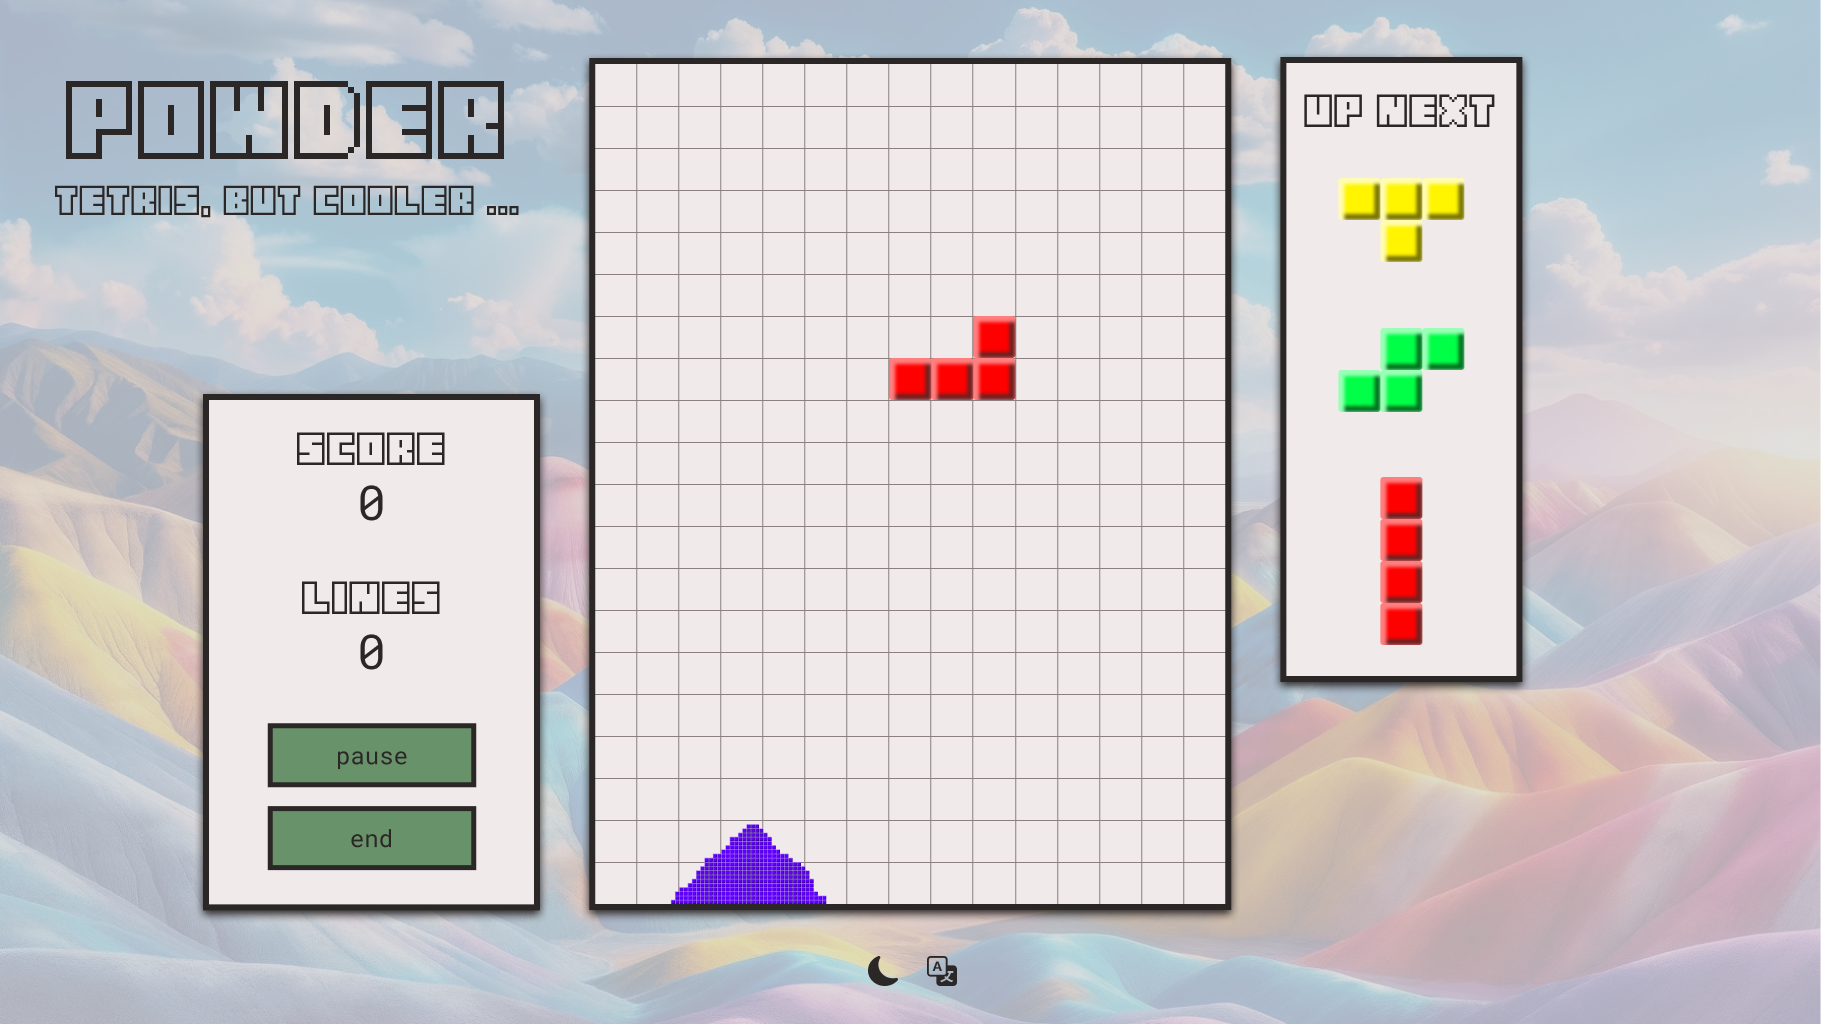 POWDER
TETRIS, BUT COOLER ...
SCORE
0
LINES
0
pause
end
UP NEXT
A